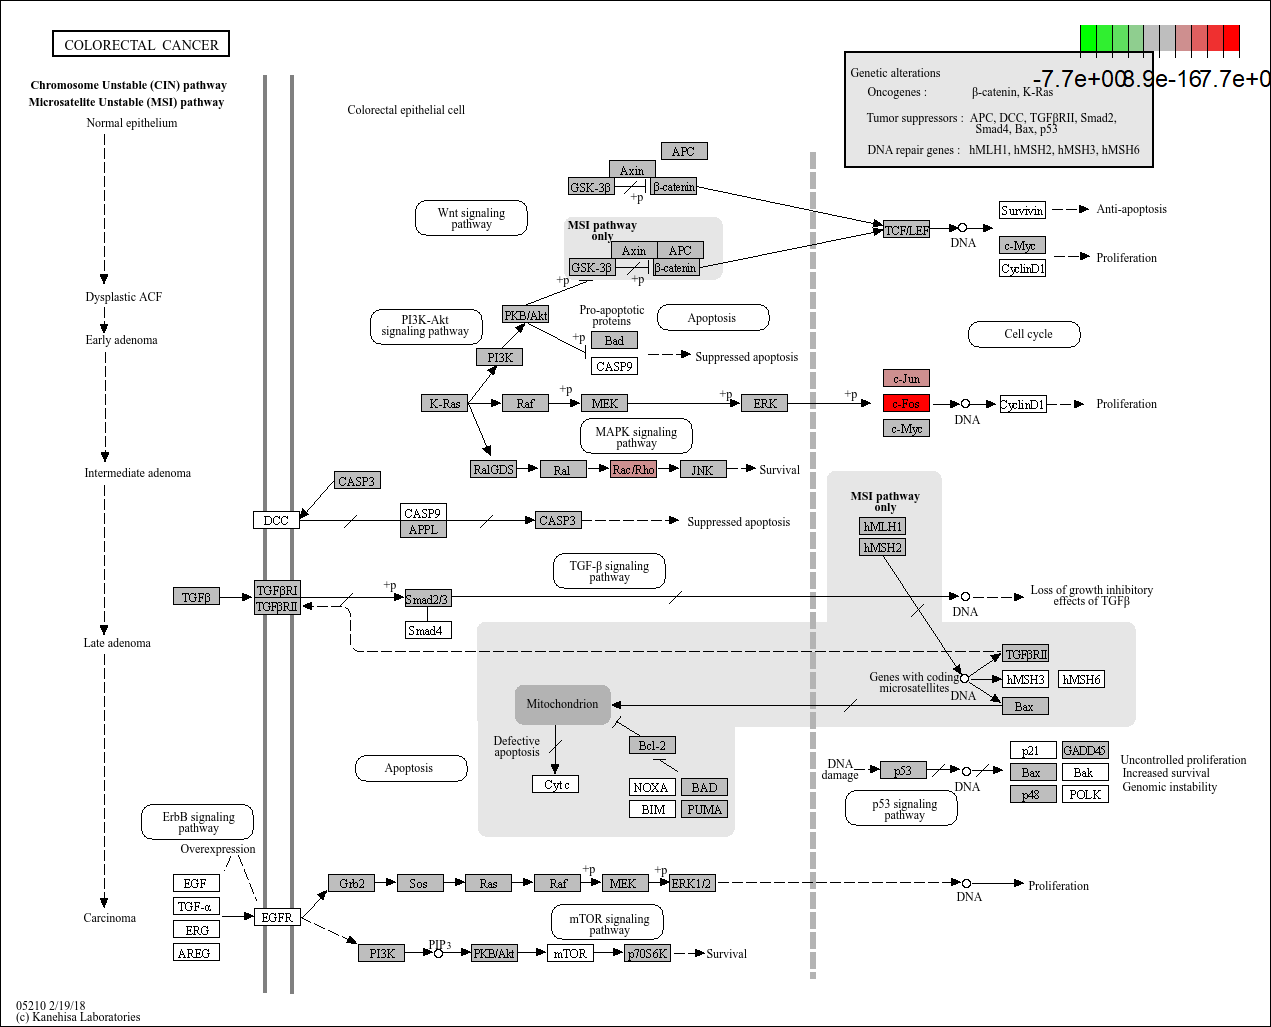 COLORECTAL CANCER
Chromosome Unstable (CIN) pathway
Microsatelite Unstable (MSI) pathway
Normal epithelium
Dysplastic ACF
Early adenoma
Intermediate adenoma
Late adenoma
Carcinoma
Colorectal epithelial cell
-7.7e+00
8.9e-16
7.7e+0
Genetic alterations
Oncogenes : β-catenin, K-Ras
Tumor suppressors : APC, DCC, TGFβRII, Smad2,
Smad4, Bax, p53
DNA repair genes : hMLH1, hMSH2, hMSH3, hMSH6
APC
Axin
GSK-3β
β-catenin
+p
Wnt signaling
pathway
MSI pathway
only
Axin
APC
GSK-3β
β-catenin
+p
+p
TCF/LEF
DNA
Survivin
Anti-apoptosis
c-Myc
CyclinD1
Proliferation
PI3K-Akt
signaling pathway
PKB/Akt
Pro-apoptotic
proteins
+p
Bad
CASP9
Apoptosis
Suppressed apoptosis
Cell cycle
PI3K
K-Ras
Raf
+p
MEK
+p
ERK
+p
c-Jun
c-Fos
c-Myc
DNA
CyclinD1
Proliferation
MAPK signaling
pathway
RalGDS
Ral
Rac/Rho
JNK
Survival
CASP3
DCC
CASP9
APPL
CASP3
Suppressed apoptosis
MSI pathway
only
hMLH1
hMSH2
TGF-β signaling
pathway
TGFβ
TGFβRI
TGFβRII
+p
Smad2/3
Smad4
DNA
Loss of growth inhibitory
effects of TGFβ
TGFβRII
Genes with coding
microsatellites
DNA
hMSH3
hMSH6
Bax
Mitochondrion
Defective
apoptosis
Bcl-2
Cyt c
NOXA
BAD
BIM
PUMA
Apoptosis
DNA
damage
p53
DNA
p21
GADD45
Bax
Bak
p48
POLK
Uncontrolled proliferation
Increased survival
Genomic instability
p53 signaling
pathway
ErbB signaling
pathway
Overexpression
EGF
TGF-α
ERG
AREG
EGFR
Grb2
Sos
Ras
Raf
+p
MEK
+p
ERK1/2
DNA
Proliferation
mTOR signaling
pathway
PI3K
PIP3
PKB/Akt
mTOR
p70S6K
Survival
05210 2/19/18
(c) Kanehisa Laboratories